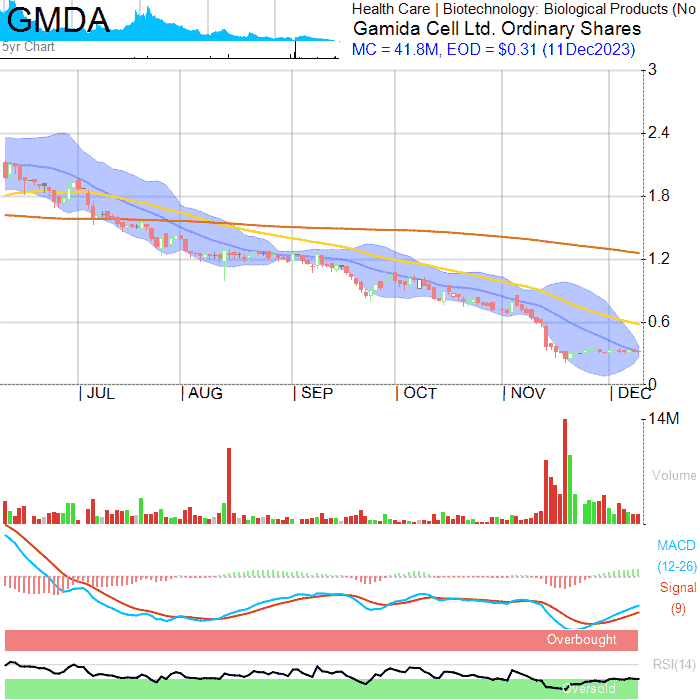 GMDA
5yr Chart
Health Care | Biotechnology: Biological Products (No
Gamida Cell Ltd. Ordinary Shares
MC = 41.8M, EOD = $0.31 (11Dec2023)
3
2.4
1.8
1.2
0.6
0
| JUL | AUG | SEP | OCT | NOV | DEC
14M
Volume
MACD
(12-26)
Signal
(9)
Overbought
RSI(14)
Oversold